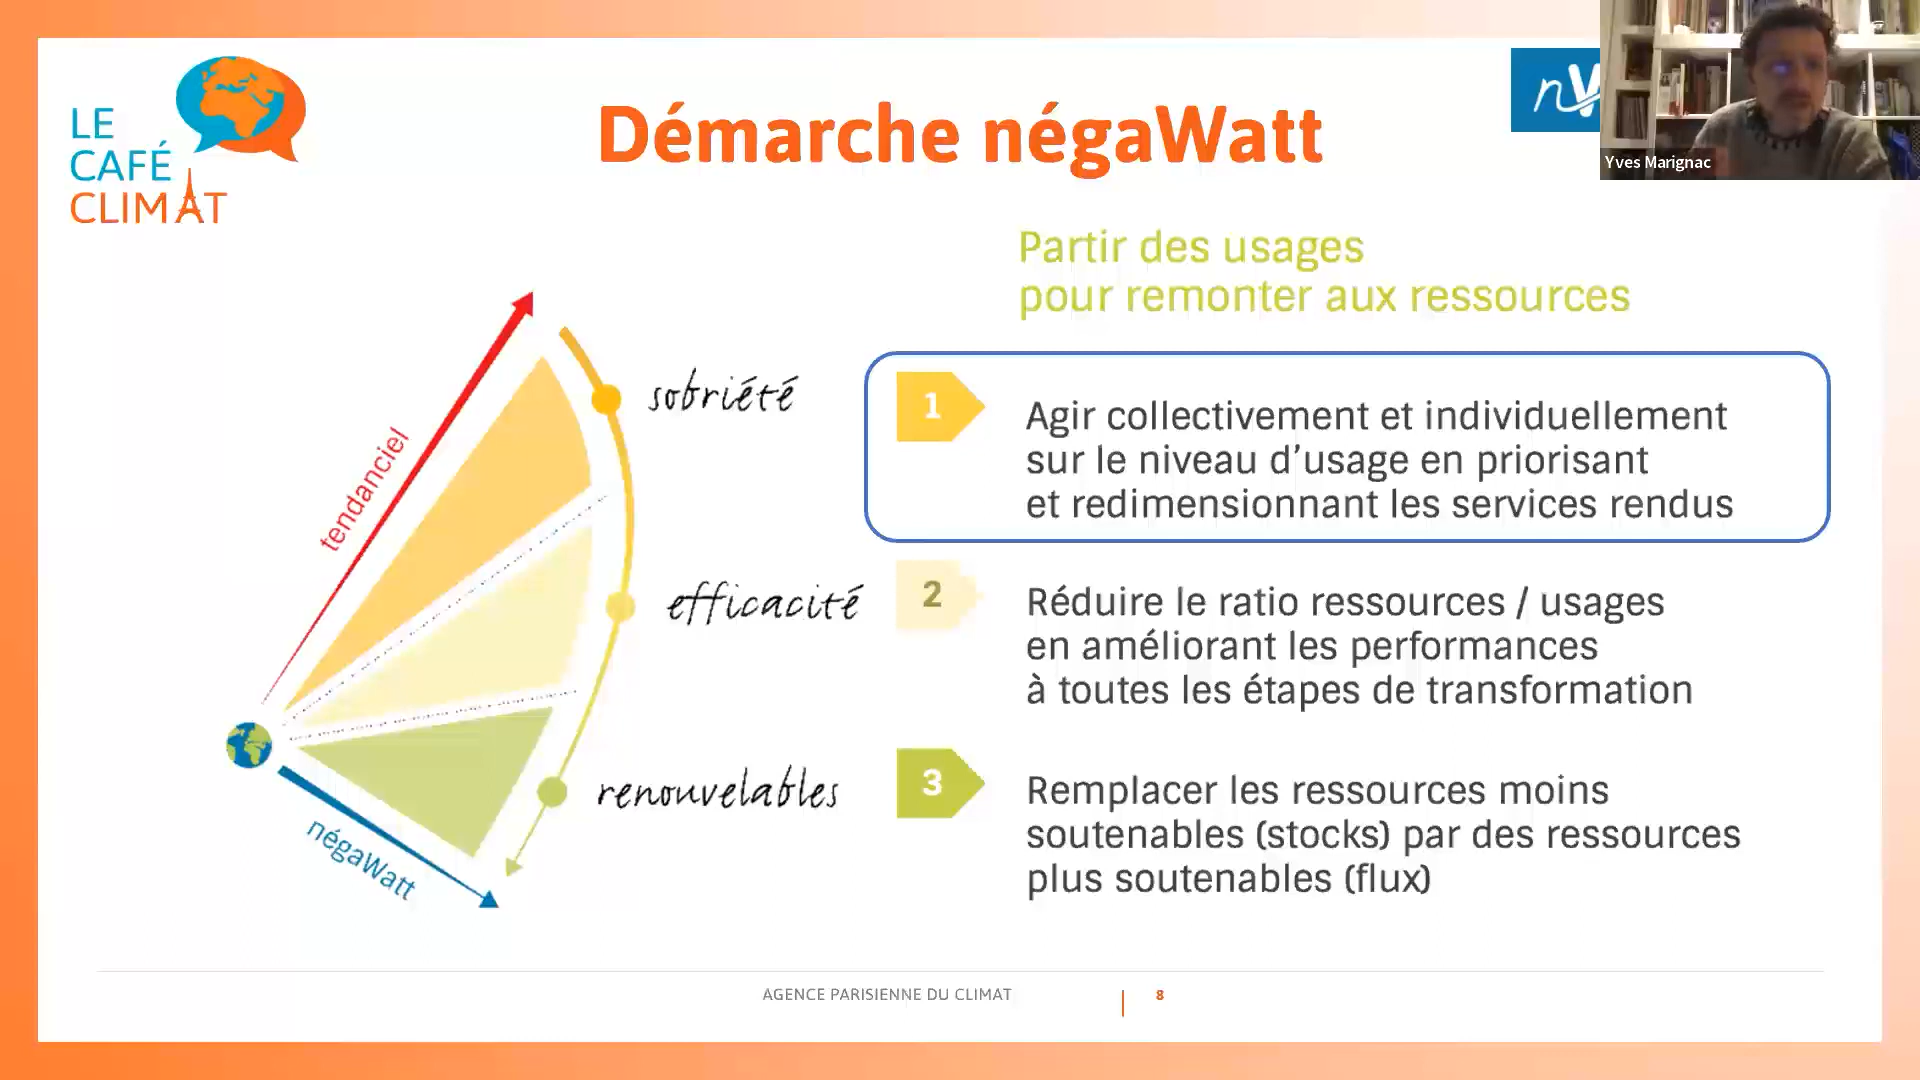 LE
CAFÉ
CLIMAT
Démarche négaWatt
Yves Marignac
Partir des usages
pour remonter aux ressources
tendanciel
sobriété
1
Agir collectivement et individuellement
sur le niveau d’usage en priorisant
et redimensionnant les services rendus
efficacité
2
Réduire le ratio ressources / usages
en améliorant les performances
à toutes les étapes de transformation
renouvelables
3
Remplacer les ressources moins
soutenables (stocks) par des ressources
plus soutenables (flux)
négaWatt
AGENCE PARISIENNE DU CLIMAT
8